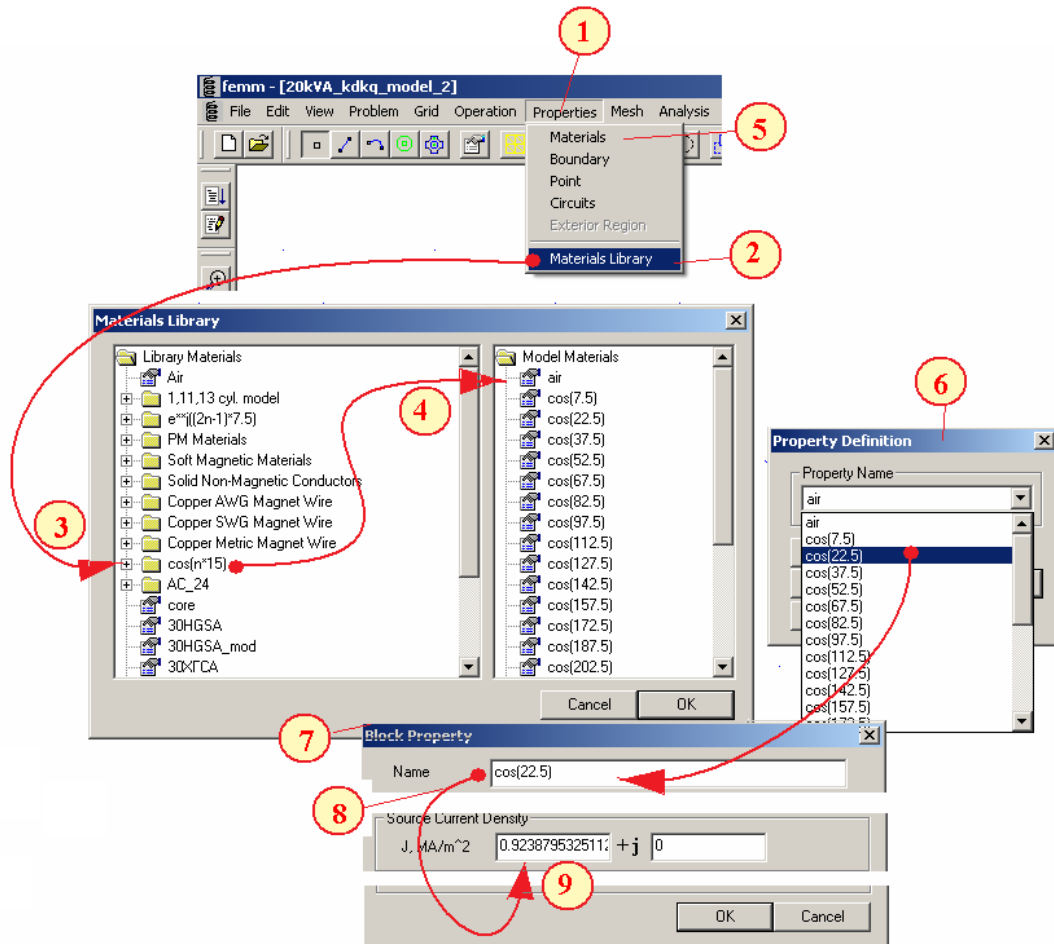 1
femm - [20kVA_kdkq_model_2]
File Edit View Problem Grid Operation Properties Mesh Analysis
Materials
5
Boundary
Point
Circuits
Exterior Region
Materials Library
2
Materials Library
Library Materials
Air
1,11,13 cyl. model
e**j((2n-1)*7.5)
PM Materials
Soft Magnetic Materials
Solid Non-Magnetic Conductors
Copper AWG Magnet Wire
Copper SWG Magnet Wire
Copper Metric Magnet Wire
cos(n*15)
AC_24
core
30HGSA
30HGSA_mod
30ХГСА
3
4
Model Materials
air
cos(7.5)
cos(22.5)
cos(37.5)
cos(52.5)
cos(67.5)
cos(82.5)
cos(97.5)
cos(112.5)
cos(127.5)
cos(142.5)
cos(157.5)
cos(172.5)
cos(187.5)
cos(202.5)
Cancel OK
6
Property Definition
Property Name
air
air
cos(7.5)
cos(22.5)
cos(37.5)
cos(52.5)
cos(67.5)
cos(82.5)
cos(97.5)
cos(112.5)
cos(127.5)
cos(142.5)
cos(157.5)
cos(172.5)
7
Block Property
Name cos(22.5)
8
Source Current Density
J, MA/m^2 0.9238795325112 +j 0
9
OK Cancel